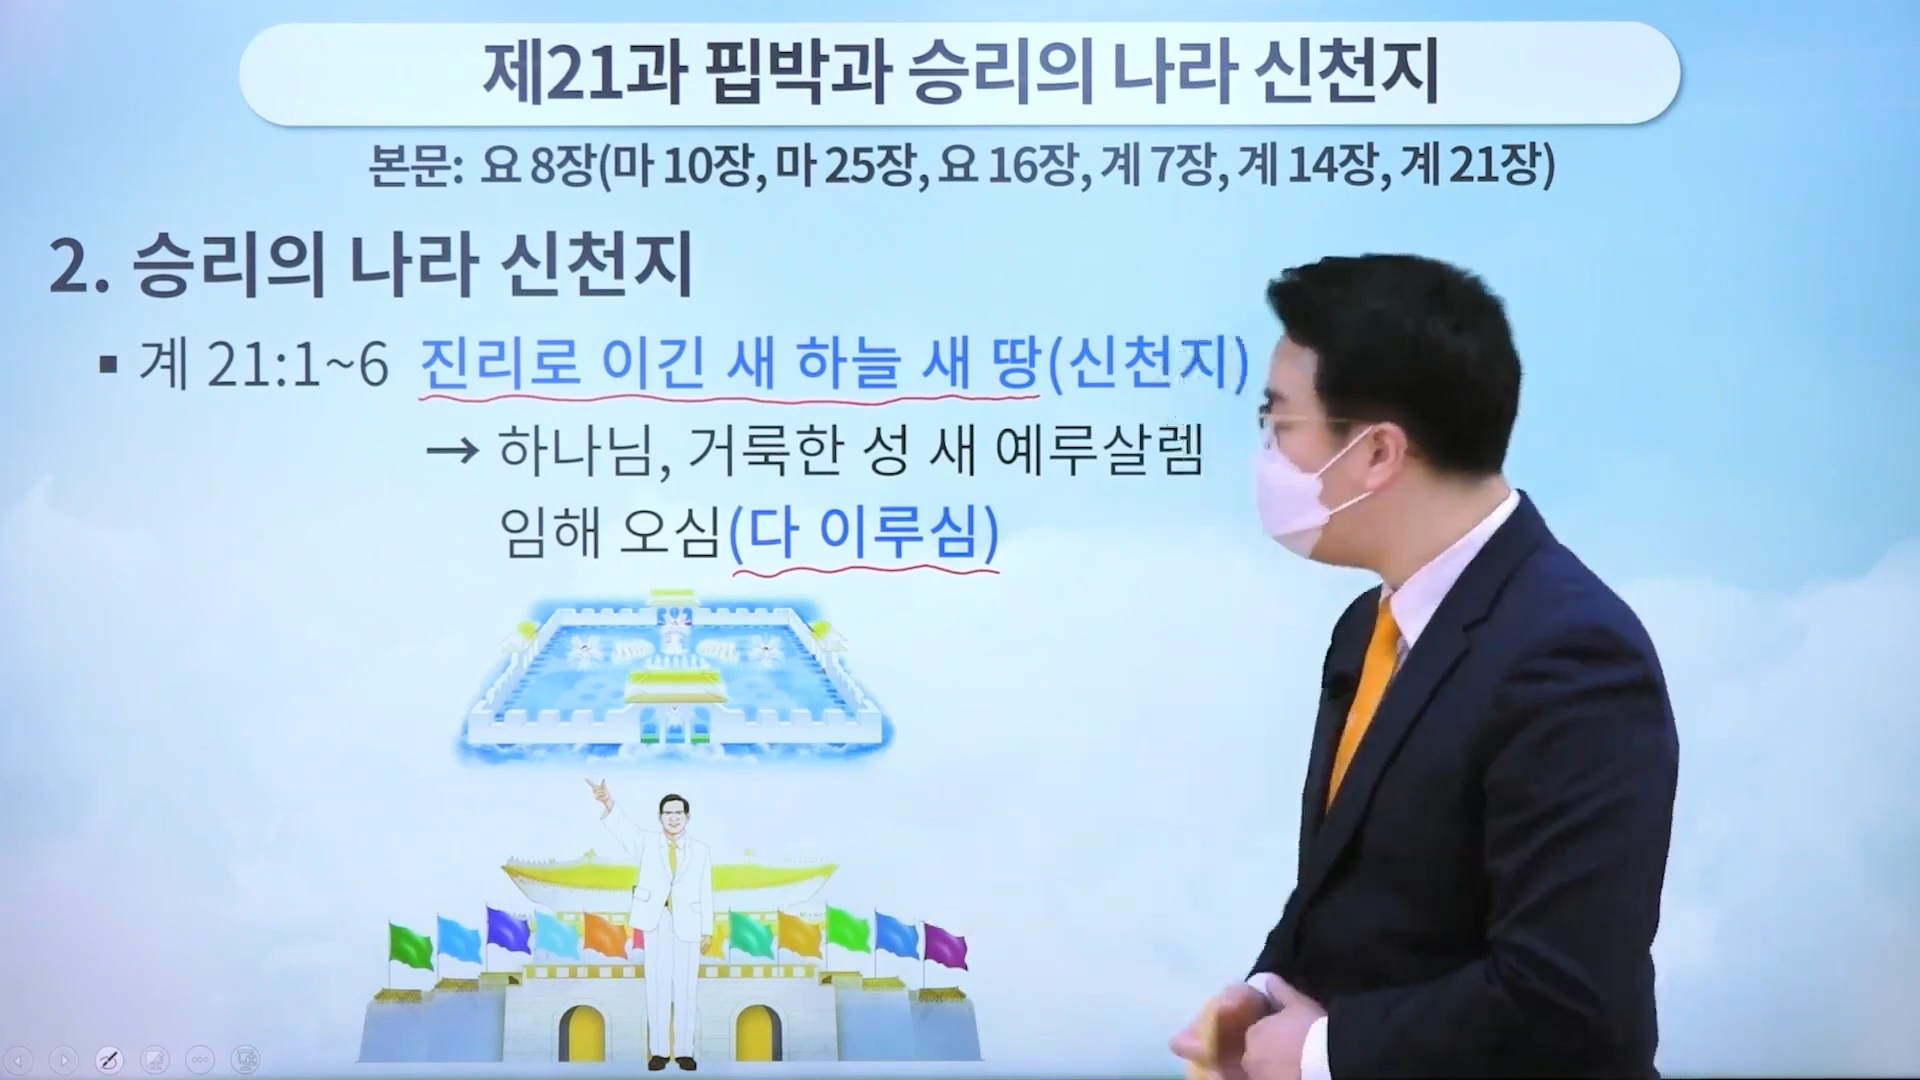 제21과 핍박과 승리의 나라 신천지
본문: 요 8장(마 10장, 마 25장, 요 16장, 계 7장, 계 14장, 계 21장)
2. 승리의 나라 신천지
▪ 계 21:1~6 진리로 이긴 새 하늘 새 땅(신천지)
→ 하나님, 거룩한 성 새 예루살렘
임해 오심(다 이루심)